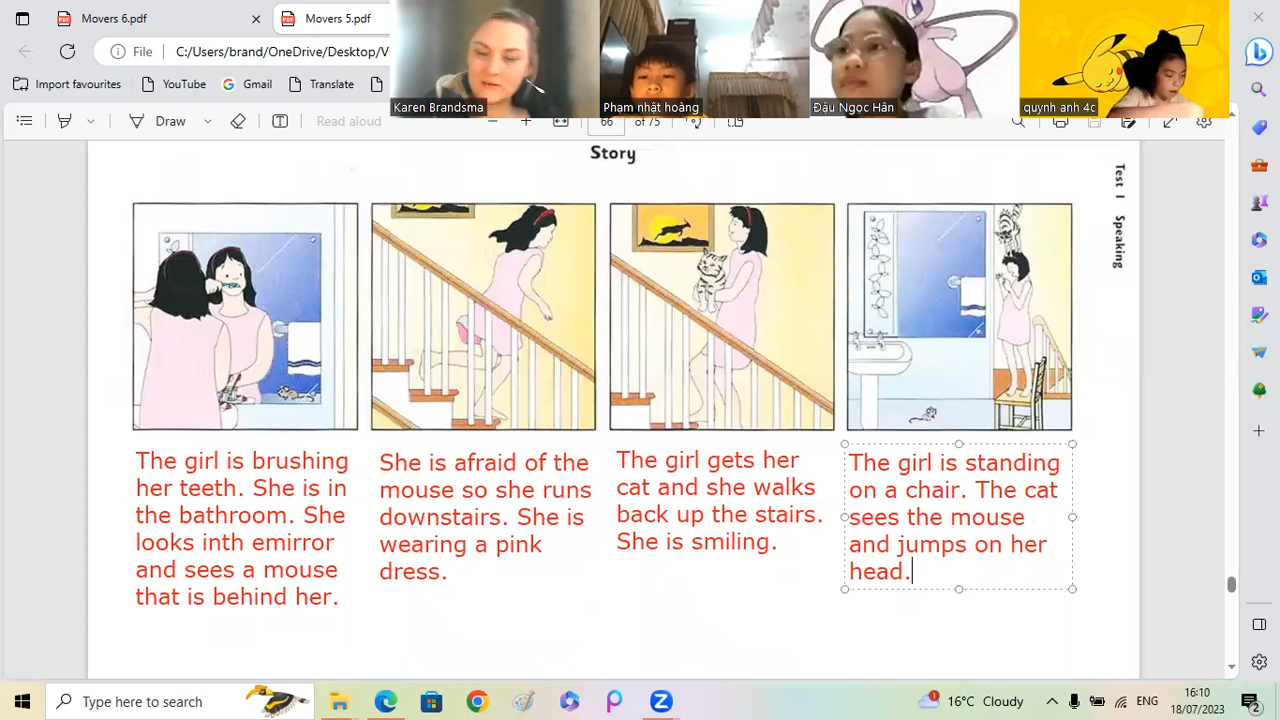 Movers 6.pdf
Movers 5.pdf
File
C:/Users/brand/OneDrive/Desktop/V
Import favourites
YouTube
Gmail
Translate
Karen Brandsma
Phạm nhật hoàng
Đậu Ngọc Hân
quynh anh 4c
Draw
Read aloud
66
of 75
Story
Test 1 Speaking
The girl is brushing
her teeth. She is in
the bathroom. She
looks inth emirror
and sees a mouse
that is behind her.
She is afraid of the
mouse so she runs
downstairs. She is
wearing a pink
dress.
The girl gets her
cat and she walks
back up the stairs.
She is smiling.
The girl is standing
on a chair. The cat
sees the mouse
and jumps on her
head.
Type here to search
16°C Cloudy
ENG
16:10
18/07/2023
2